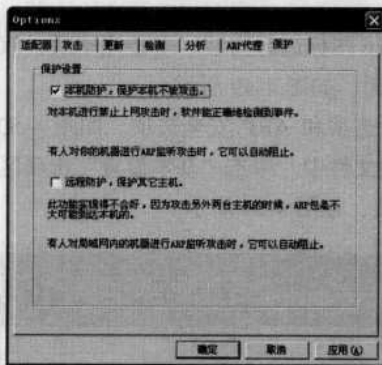 Options
适配器 攻击 更新 检测 分析 ARP代理 保护
保护设置
本机防护，保护本机不被攻击。
对本机进行禁止上网攻击时，软件能正确地检测到事件。
有人对你的机器进行ARP监听攻击时，它可以自动阻止。
远程防护，保护其它主机。
此功能实现得不会好，因为攻击另外两台主机的时候，ARP包是不
大可能到达本机的。
有人对局域网内的机器进行ARP监听攻击时，它可以自动阻止。
确定 取消 应用(A)